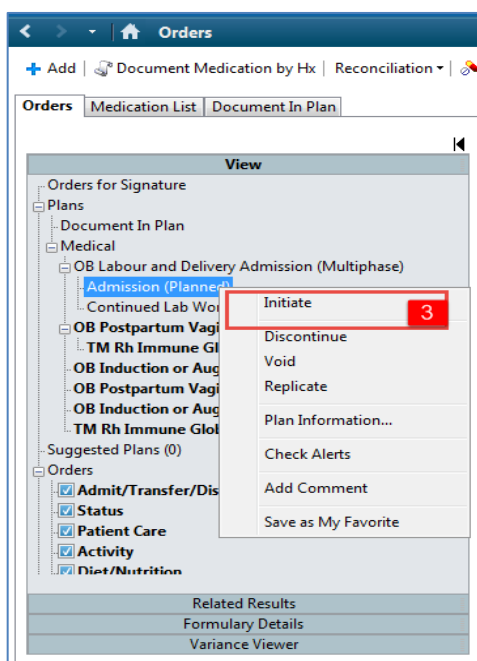 Orders
Add | Document Medication by Hx | Reconciliation
Orders Medication List Document In Plan
View
Orders for Signature
Plans
Document In Plan
Medical
OB Labour and Delivery Admission (Multiphase)
Admission (Planned)
Continued Lab Wo
OB Postpartum Vagi
TM Rh Immune Gl
OB Induction or Aug
OB Postpartum Vagi
OB Induction or Aug
TM Rh Immune Glo
Suggested Plans (0)
Orders
Admit/Transfer/Dis
Status
Patient Care
Activity
Diet/Nutrition
Initiate 3
Discontinue
Void
Replicate
Plan Information...
Check Alerts
Add Comment
Save as My Favorite
Related Results
Formulary Details
Variance Viewer